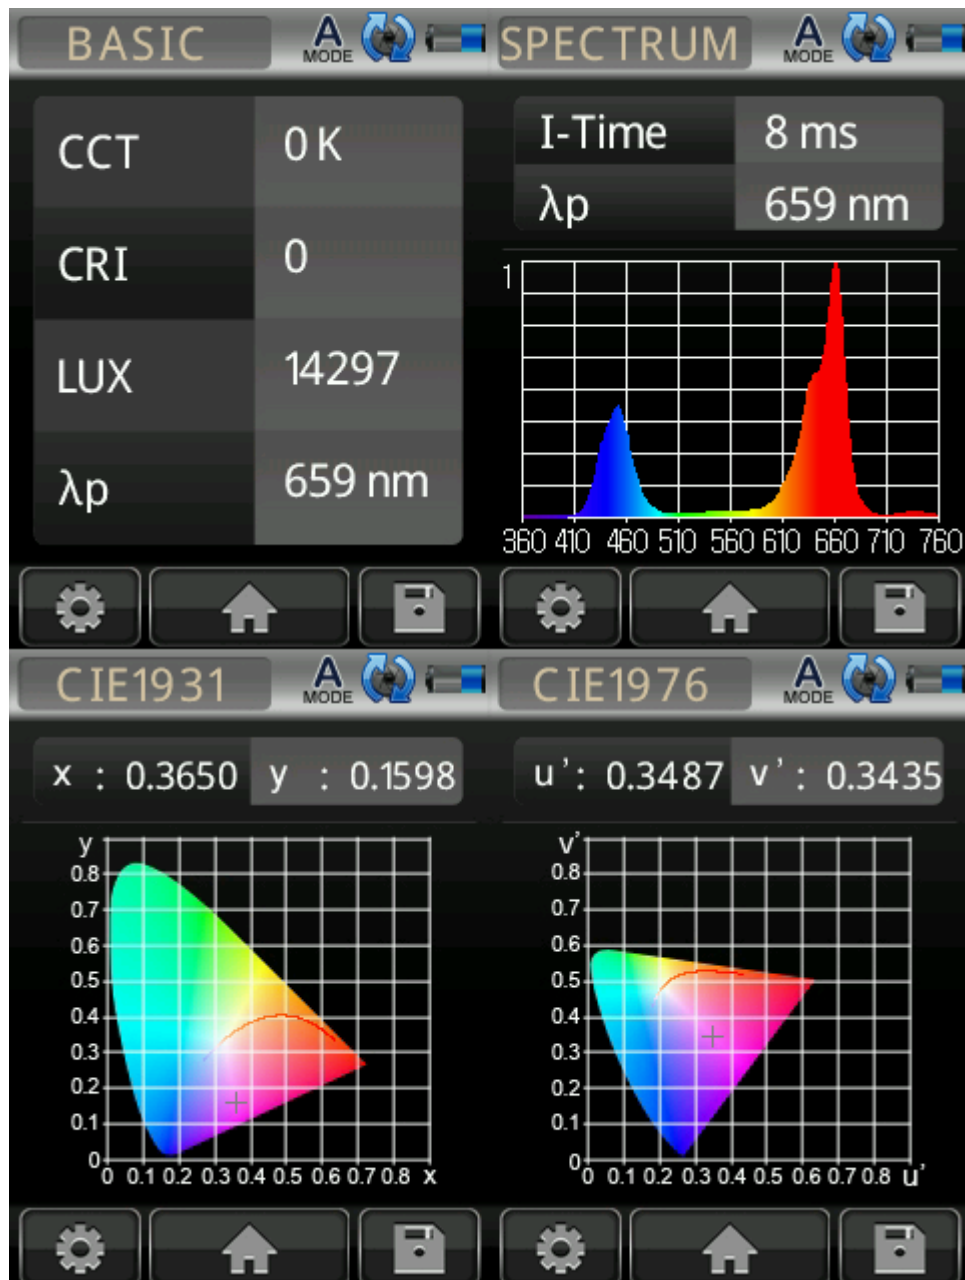 BASIC
A
MODE
CCT 0 K
CRI 0
LUX 14297
λp 659 nm
SPECTRUM
A
MODE
I-Time 8 ms
λp 659 nm
1
360 410 460 510 560 610 660 710 760
CIE1931
A
MODE
x : 0.3650 y : 0.1598
y
0.8
0.7
0.6
0.5
0.4
0.3
0.2
0.1
0
0 0.1 0.2 0.3 0.4 0.5 0.6 0.7 0.8 x
CIE1976
A
MODE
u': 0.3487 v': 0.3435
v'
0.8
0.7
0.6
0.5
0.4
0.3
0.2
0.1
0
0 0.1 0.2 0.3 0.4 0.5 0.6 0.7 0.8 u'